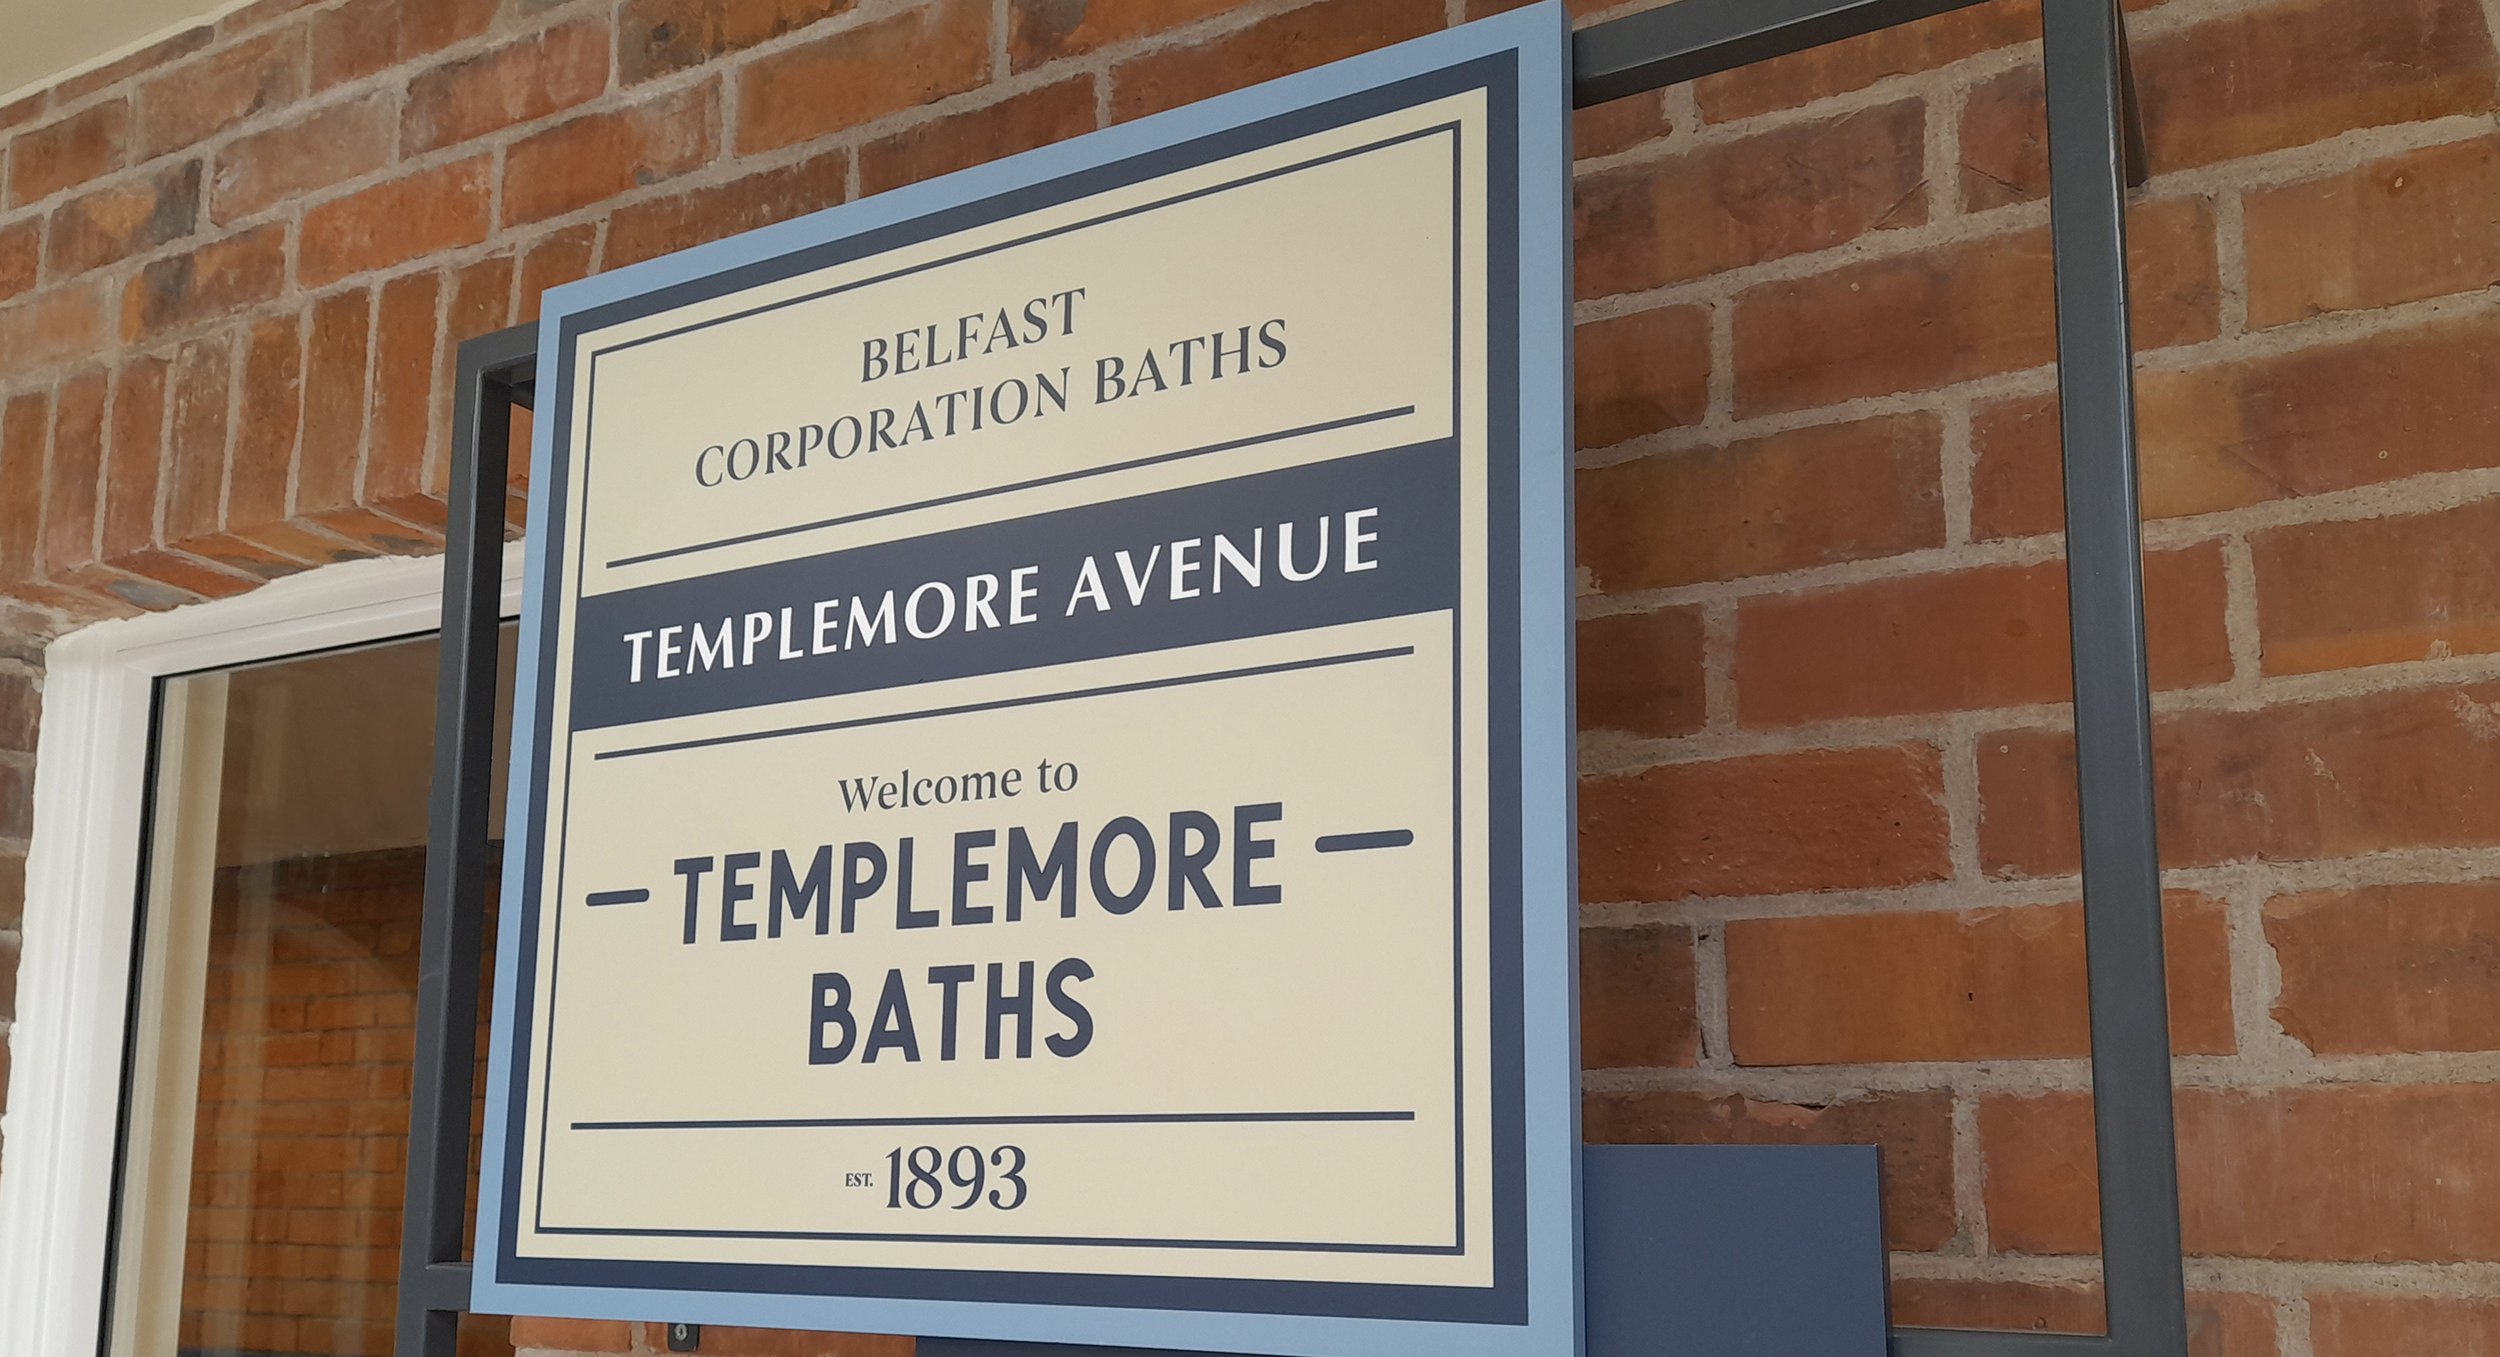 BELFAST
CORPORATION BATHS
TEMPLEMORE AVENUE
Welcome to
- TEMPLEMORE -
BATHS
EST. 1893